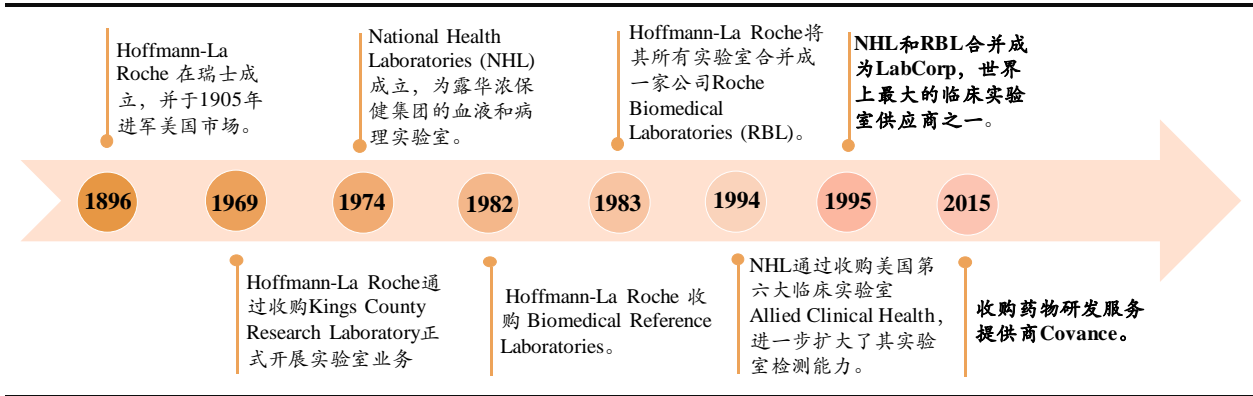 Hoffmann-La
Roche 在瑞士成
立，并于1905年
进军美国市场。
National Health
Laboratories (NHL)
成立，为露华浓保
健集团的血液和病
理实验室。
Hoffmann-La Roche将
其所有实验室合并成
一家公司Roche
Biomedical
Laboratories (RBL)。
NHL和RBL合并成
为LabCorp，世界
上最大的临床实验
室供应商之一。
1896
1969
1974
1982
1983
1994
1995
2015
Hoffmann-La Roche通
过收购Kings County
Research Laboratory正
式开展实验室业务
Hoffmann-La Roche 收
购 Biomedical Reference
Laboratories。
NHL通过收购美国第
六大临床实验室
Allied Clinical Health，
进一步扩大了其实验
室检测能力。
收购药物研发服务
提供商Covance。